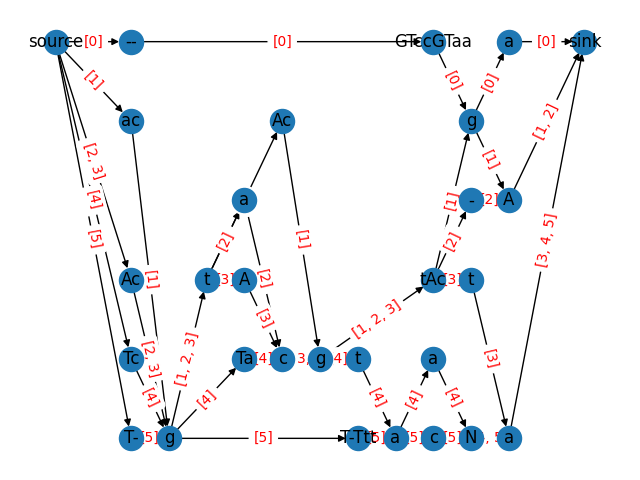 source [0] -- [0] GTccGTaa a [0] sink
[1] [0] [0]
ac Ac g
[2, 3] [1] [1, 2]
[4] a [1] [2] - [2] A
[5] [2] [1] [2] [3, 4, 5]
Ac [1] t [3] A [2] tAc [3] t
[3] [1, 2, 3]
Tc [2, 3] [1, 2, 3] Ta [4] c 3, g 4] t a [3]
[4] [4] [4] [4] [4]
T- [5] g [5] T-Ttt 5] a [5] c [5] N , 5 a